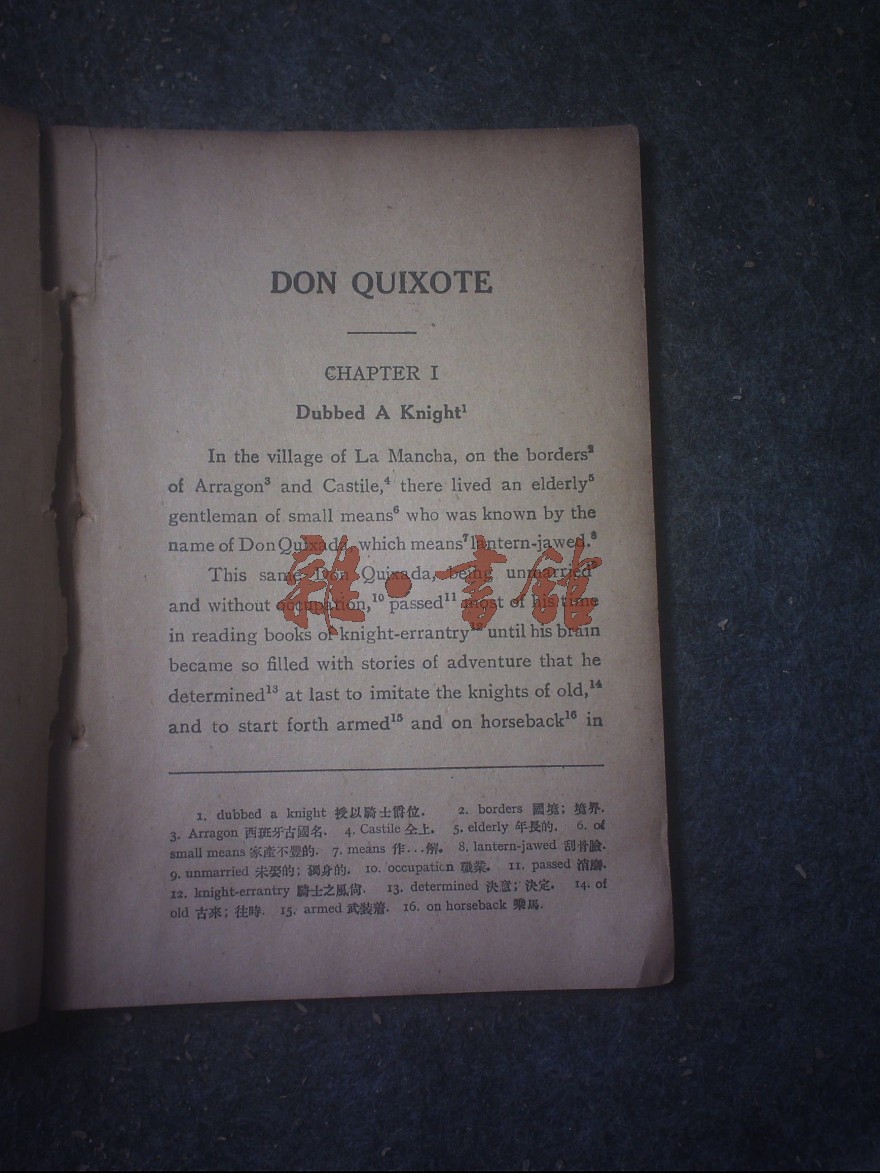 DON QUIXOTE
CHAPTER I
Dubbed A Knight¹
In the village of La Mancha, on the borders²
of Arragon³ and Castile,⁴ there lived an elderly⁵
gentleman of small means⁶ who was known by the
name of Don Quixada, which means⁷ lantern-jawed.⁸
This same Don Quixada, being unmarried⁹
and without occupation,¹⁰ passed¹¹ most of his time
in reading books of knight-errantry¹² until his brain
became so filled with stories of adventure that he
determined¹³ at last to imitate the knights of old,¹⁴
and to start forth armed¹⁵ and on horseback¹⁶ in
雜·書館
1. dubbed a knight 授以騎士爵位. 2. borders 國境; 境界.
3. Arragon 西班牙古國名. 4. Castile 仝上. 5. elderly 年長的. 6. of
small means 家產不豐的. 7. means 作...解. 8. lantern-jawed 刮骨臉.
9. unmarried 未娶的; 獨身的. 10. occupation 職業. 11. passed 消磨.
12. knight-errantry 騎士之風尙. 13. determined 決意; 決定. 14. of
old 古來; 往時. 15. armed 武裝着. 16. on horseback 乘馬.